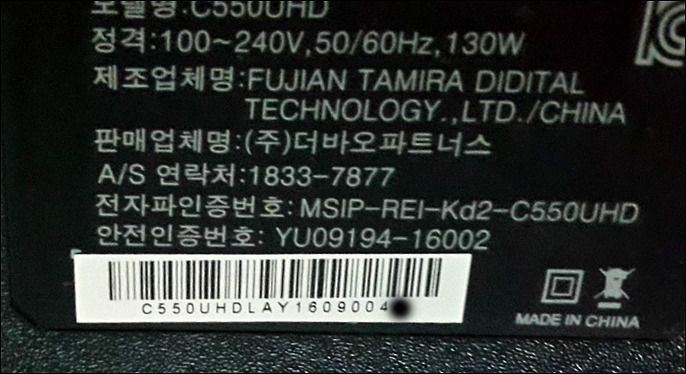 모델명:C550UHD
정격:100~240V,50/60Hz,130W
제조업체명:FUJIAN TAMIRA DIDITAL
TECHNOLOGY.,LTD./CHINA
판매업체명:(주)더바오파트너스
A/S 연락처:1833-7877
전자파인증번호:MSIP-REI-Kd2-C550UHD
안전인증번호: YU09194-16002
C550UHDLAY1609004
MADE IN CHINA